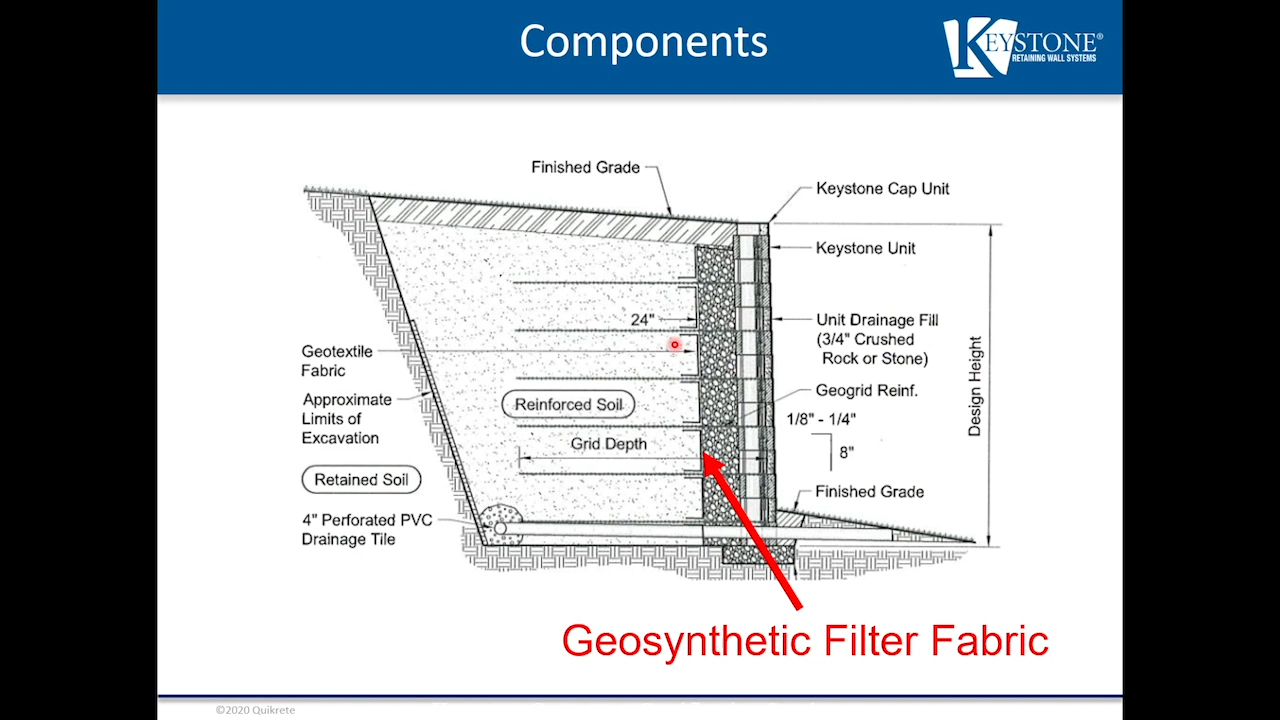 Components
KEYSTONE®
RETAINING WALL SYSTEMS
Finished Grade
Keystone Cap Unit
Keystone Unit
24"
Unit Drainage Fill
(3/4" Crushed
Rock or Stone)
Geotextile
Fabric
Design Height
Approximate
Limits of
Excavation
Reinforced Soil
Geogrid Reinf.
1/8" - 1/4"
8"
Grid Depth
Retained Soil
Finished Grade
4" Perforated PVC
Drainage Tile
Geosynthetic Filter Fabric
©2020 Quikrete